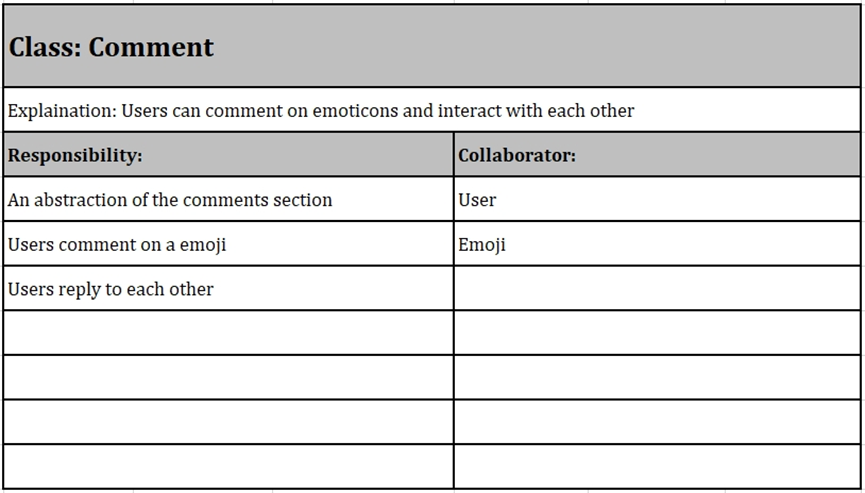 Class: Comment
Explaination: Users can comment on emoticons and interact with each other
Responsibility: Collaborator:
An abstraction of the comments section User
Users comment on a emoji Emoji
Users reply to each other